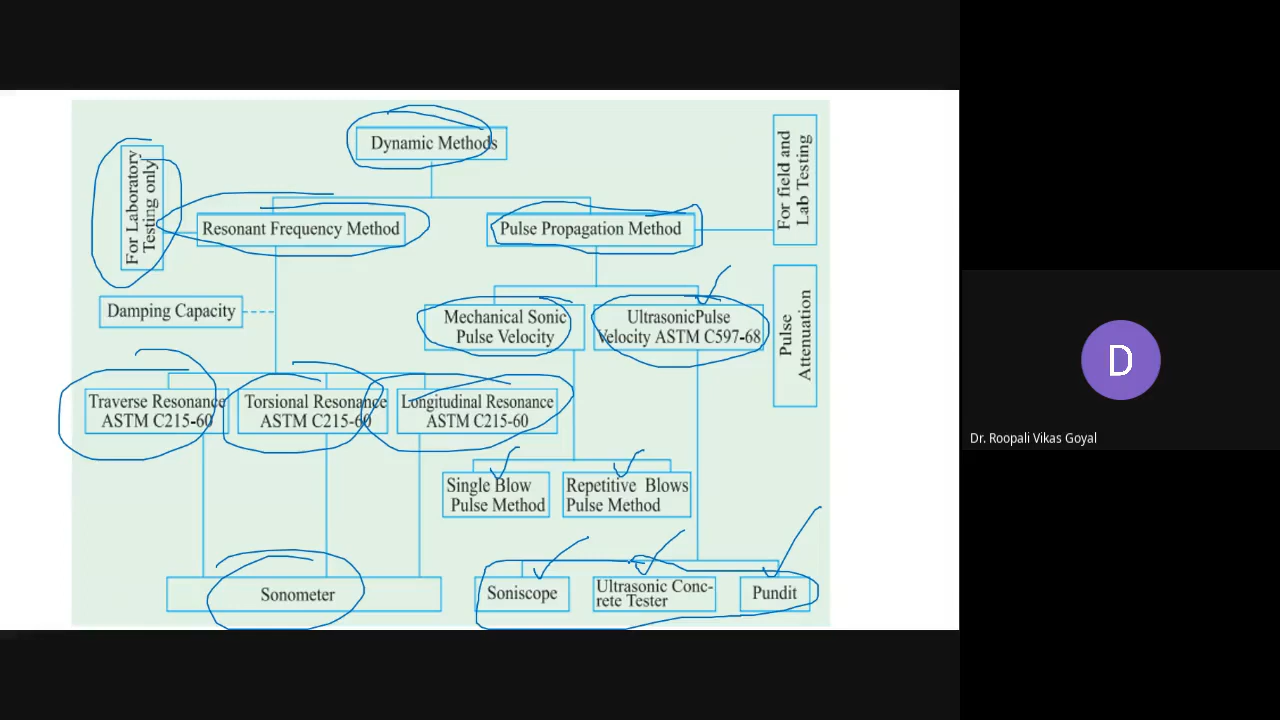 Dynamic Methods
For Laboratory
Testing only
For field and
Lab Testing
Resonant Frequency Method
Pulse Propagation Method
Damping Capacity
Mechanical Sonic
Pulse Velocity
UltrasonicPulse
Velocity ASTM C597-68
Pulse
Attenuation
Traverse Resonance
ASTM C215-60
Torsional Resonance
ASTM C215-60
Longitudinal Resonance
ASTM C215-60
Single Blow
Pulse Method
Repetitive Blows
Pulse Method
Sonometer
Soniscope
Ultrasonic Conc-
rete Tester
Pundit
D
Dr. Roopali Vikas Goyal